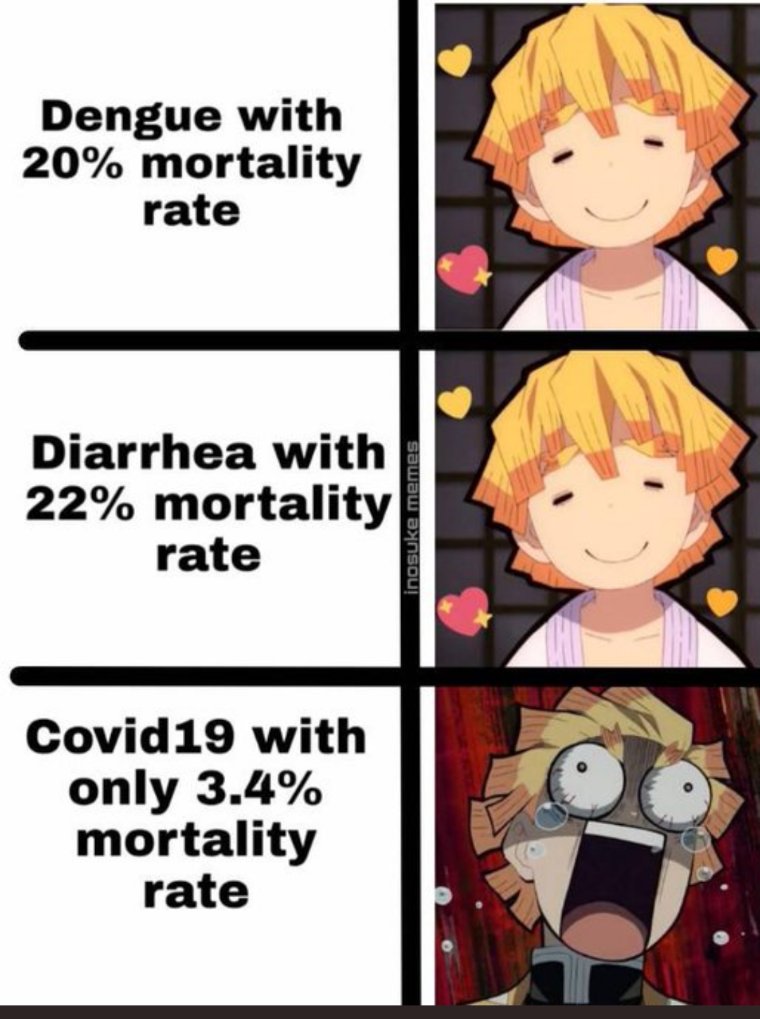 Dengue with
20% mortality
rate
Diarrhea with
22% mortality
rate
inosuke memes
Covid19 with
only 3.4%
mortality
rate